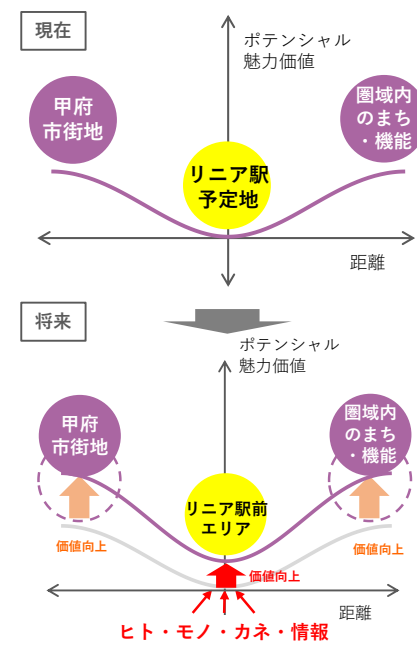 現在
ポテンシャル
魅力価値
甲府
市街地
圏域内
のまち
・機能
リニア駅
予定地
距離
将来
ポテンシャル
魅力価値
甲府
市街地
圏域内
のまち
・機能
リニア駅前
エリア
価値向上
価値向上
価値向上
距離
ヒト・モノ・カネ・情報